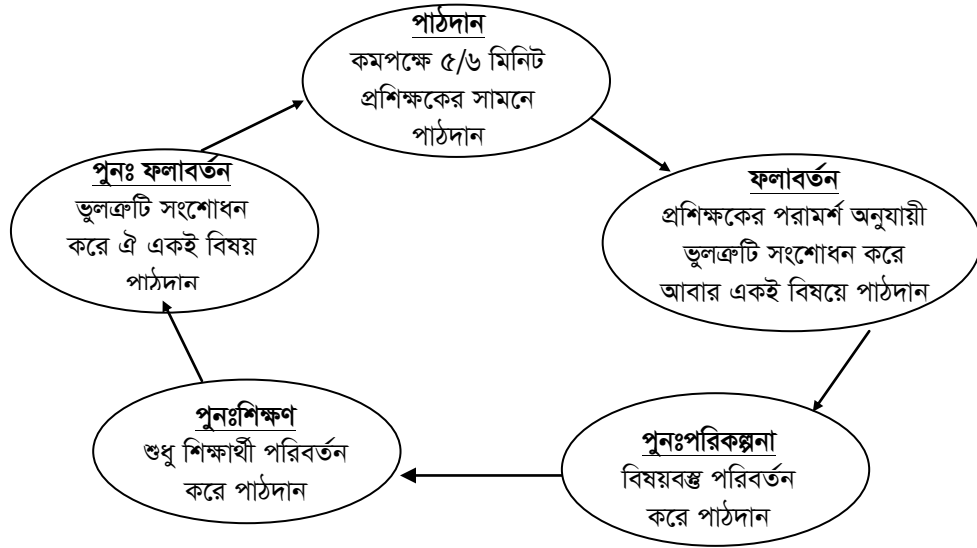 পাঠদান
কমপক্ষে ৫/৬ মিনিট
প্রশিক্ষকের সামনে
পাঠদান
ফলাবর্তন
প্রশিক্ষকের পরামর্শ অনুযায়ী
ভুলত্রুটি সংশোধন করে
আবার একই বিষয়ে পাঠদান
পুনঃপরিকল্পনা
বিষয়বস্তু পরিবর্তন
করে পাঠদান
পুনঃশিক্ষণ
শুধু শিক্ষার্থী পরিবর্তন
করে পাঠদান
পুনঃ ফলাবর্তন
ভুলত্রুটি সংশোধন
করে ঐ একই বিষয়
পাঠদান